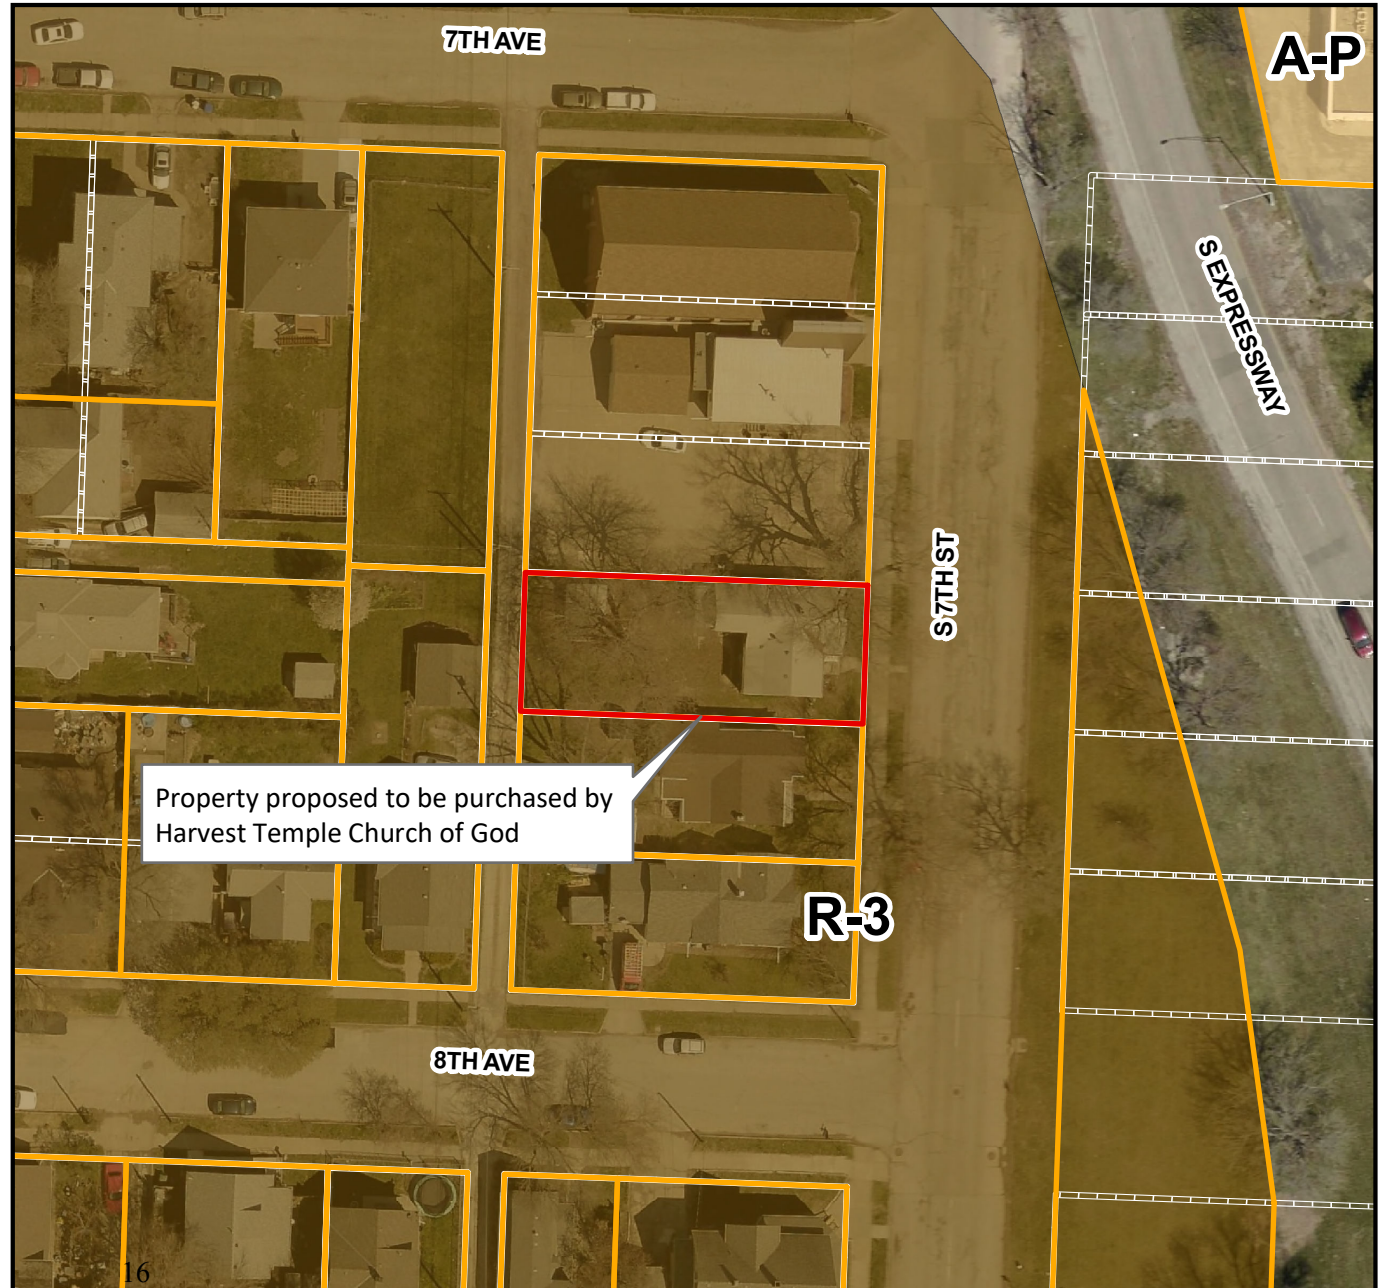 7TH AVE
A-P
S EXPRESSWAY
S 7TH ST
Property proposed to be purchased by
Harvest Temple Church of God
R-3
8TH AVE
16